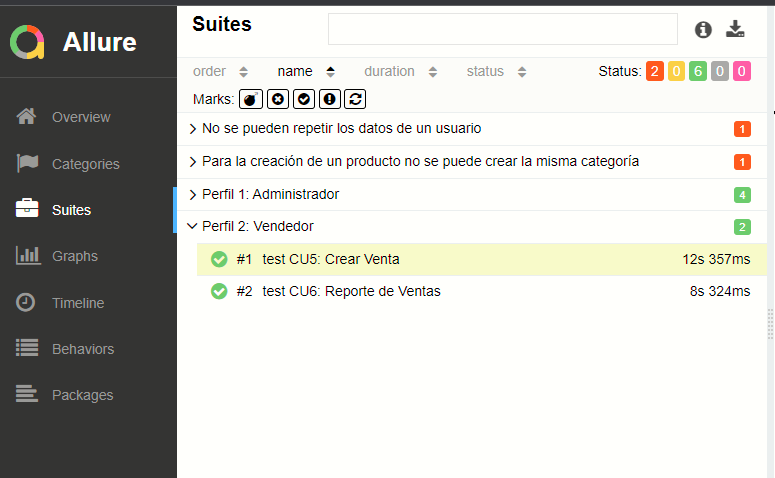 Allure
Overview
Categories
Suites
Graphs
Timeline
Behaviors
Packages
Suites
order name duration status Status: 2 0 6 0 0
Marks:
No se pueden repetir los datos de un usuario 1
Para la creación de un producto no se puede crear la misma categoría 1
Perfil 1: Administrador 4
Perfil 2: Vendedor 2
#1 test CU5: Crear Venta 12s 357ms
#2 test CU6: Reporte de Ventas 8s 324ms